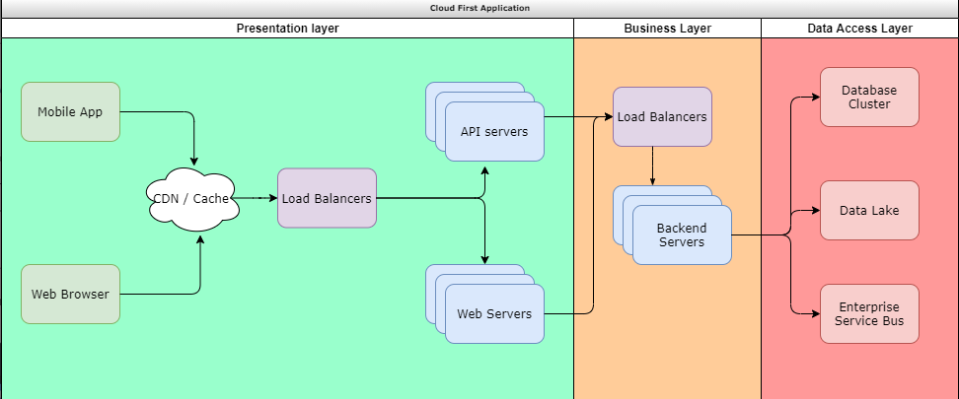 Cloud First Application
Presentation layer
Business Layer
Data Access Layer
Mobile App
CDN / Cache
Web Browser
Load Balancers
API servers
Web Servers
Load Balancers
Backend
Servers
Database
Cluster
Data Lake
Enterprise
Service Bus